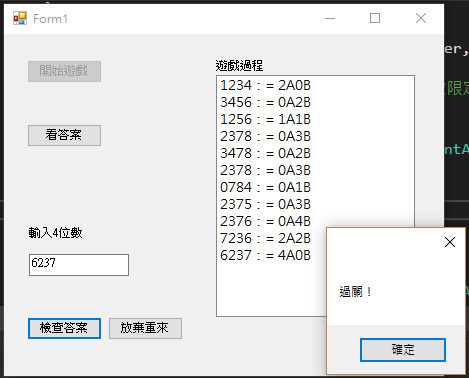 Form1
er,
開始遊戲
遊戲過程
1234 : = 2A0B
3456 : = 0A2B
1256 : = 1A1B
2378 : = 0A3B
3478 : = 0A2B
2378 : = 0A3B
0784 : = 0A1B
2375 : = 0A3B
2376 : = 0A4B
7236 : = 2A2B
6237 : = 4A0B
限定
看答案
ntA
輸入4位數
6237
過關！
檢查答案
放棄重來
確定